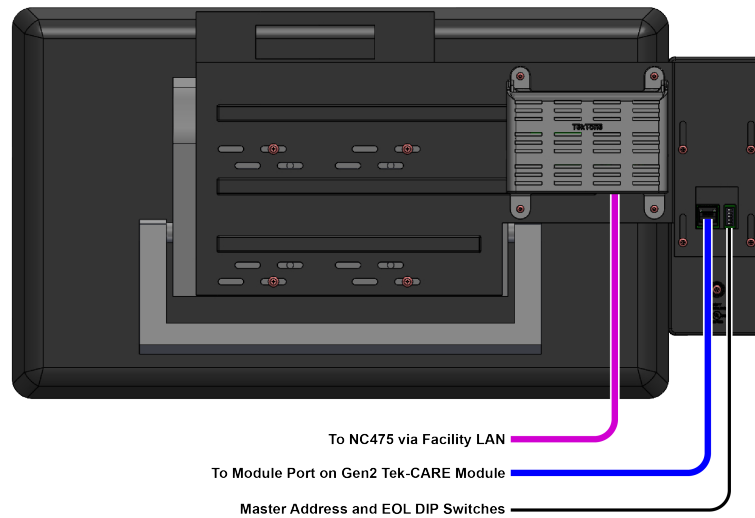 TekTone
To NC475 via Facility LAN
To Module Port on Gen2 Tek-CARE Module
Master Address and EOL DIP Switches